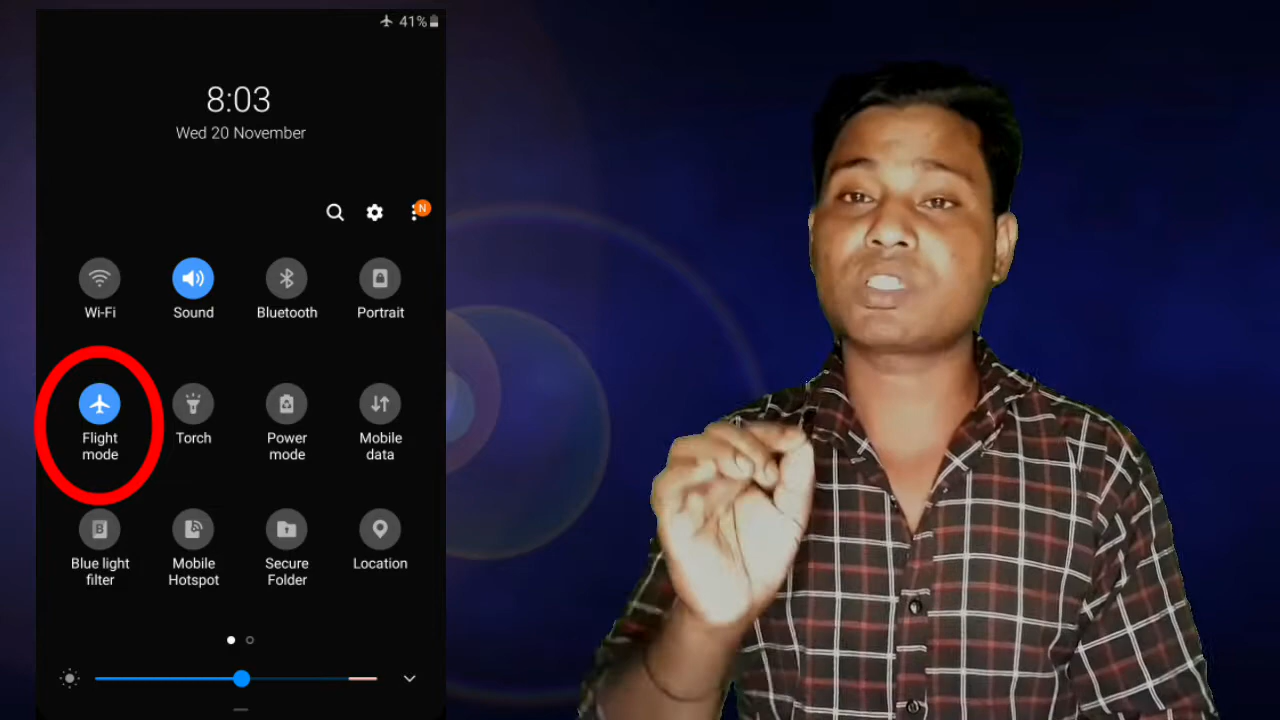 41%
8:03
Wed 20 November
N
Wi-Fi
Sound
Bluetooth
Portrait
Flight
mode
Torch
Power
mode
Mobile
data
B
Blue light
filter
Mobile
Hotspot
Secure
Folder
Location